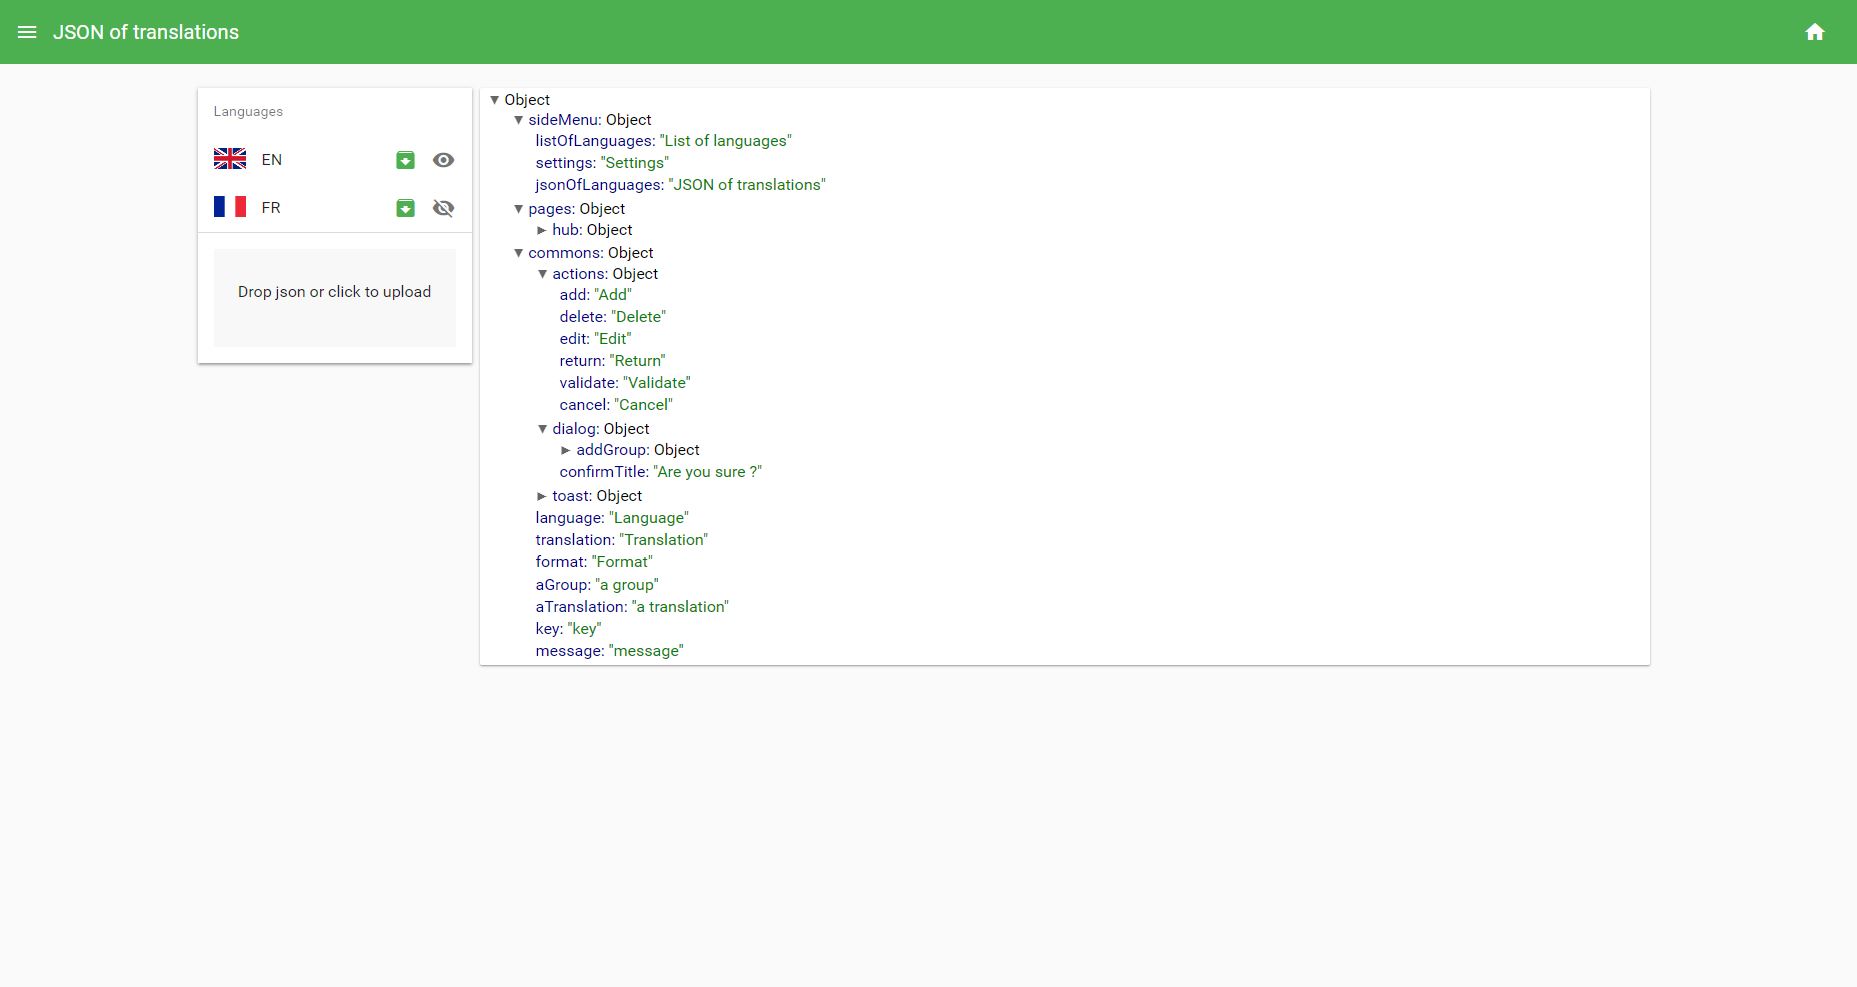 JSON of translations
Languages
EN
FR
Drop json or click to upload
▼ Object
▼ sideMenu: Object
listOfLanguages: "List of languages"
settings: "Settings"
jsonOfLanguages: "JSON of translations"
▼ pages: Object
► hub: Object
▼ commons: Object
▼ actions: Object
add: "Add"
delete: "Delete"
edit: "Edit"
return: "Return"
validate: "Validate"
cancel: "Cancel"
▼ dialog: Object
► addGroup: Object
confirmTitle: "Are you sure ?"
► toast: Object
language: "Language"
translation: "Translation"
format: "Format"
aGroup: "a group"
aTranslation: "a translation"
key: "key"
message: "message"